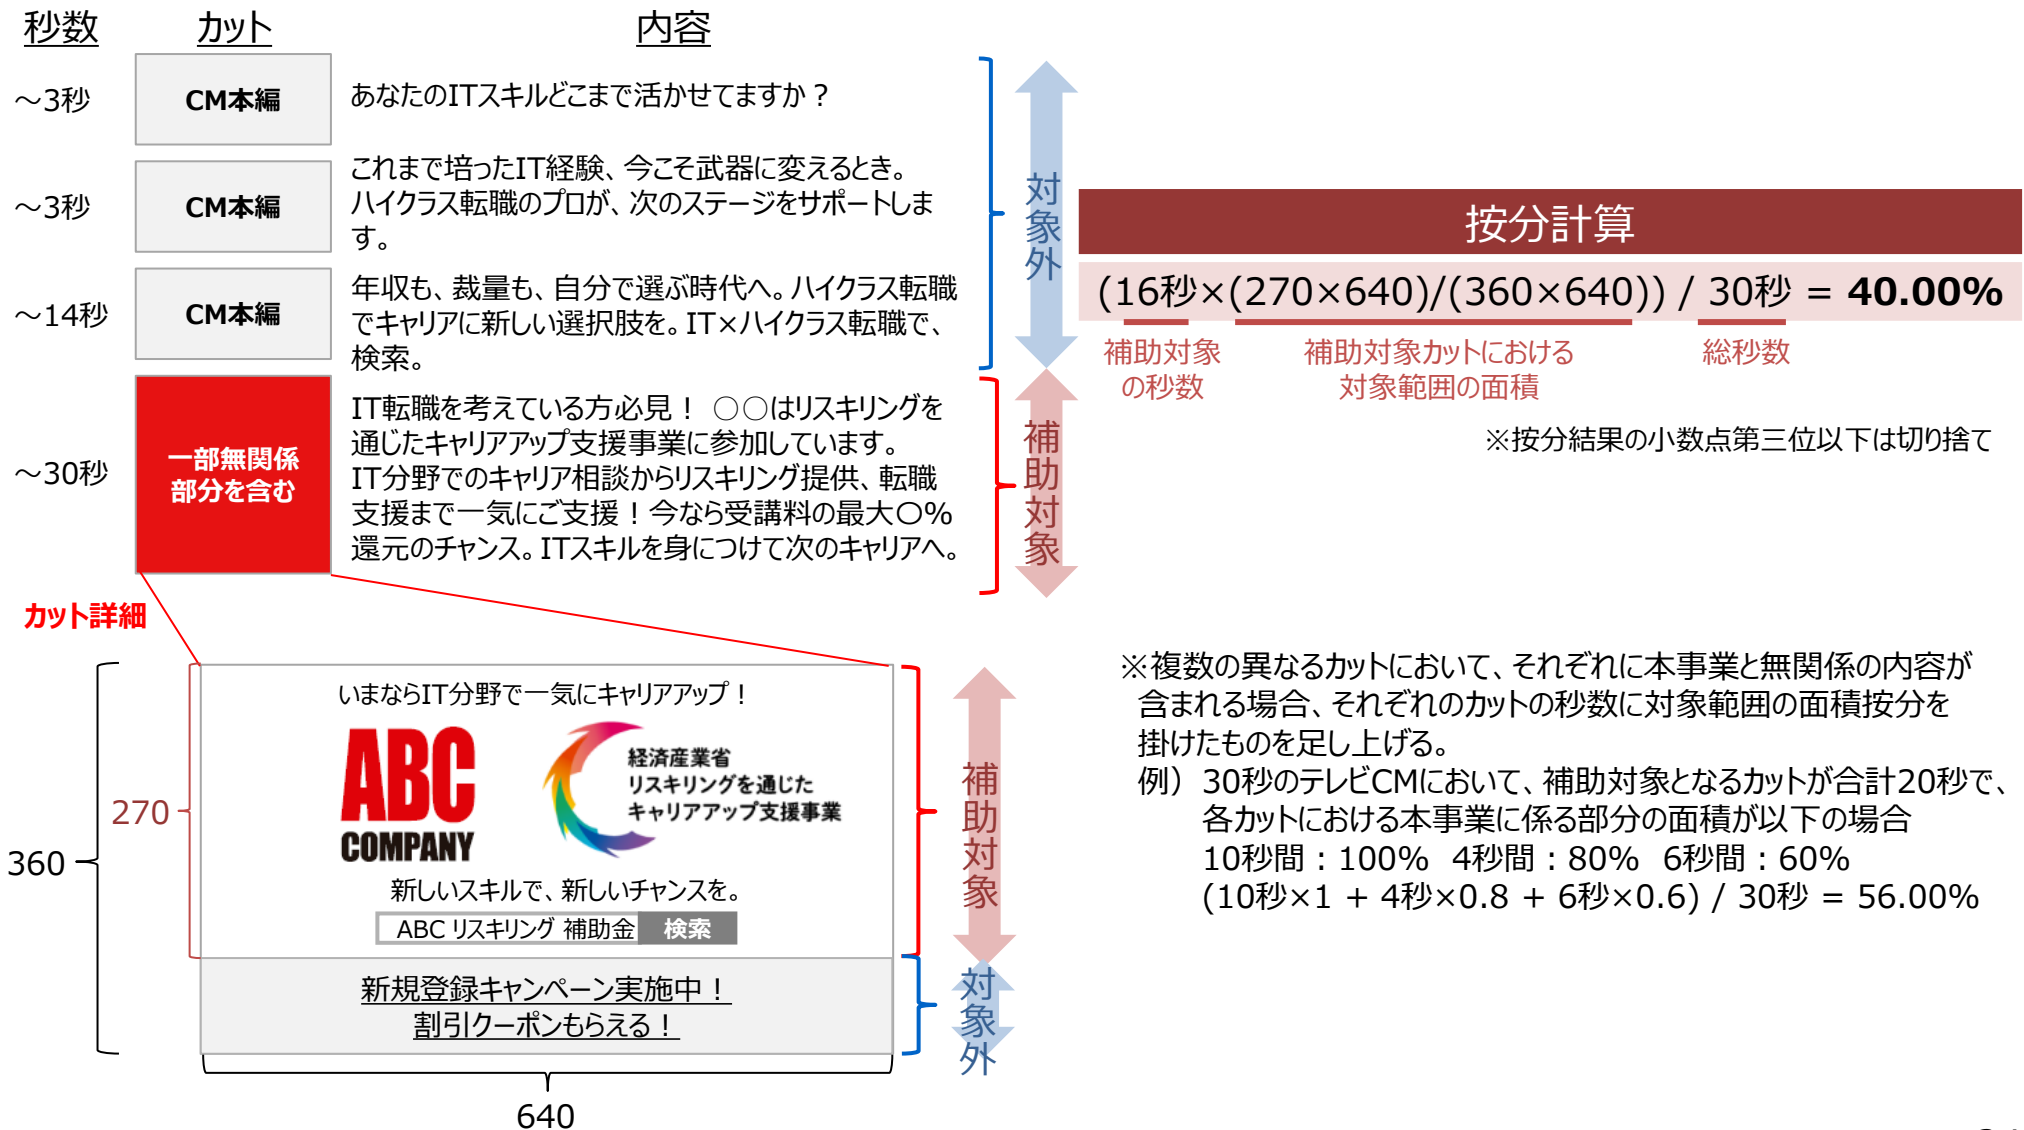 秒数 カット 内容
～3秒 CM本編 あなたのITスキルどこまで活かせてますか？
～3秒 CM本編 これまで培ったIT経験、今こそ武器に変えるとき。
ハイクラス転職のプロが、次のステージをサポートしま
す。
～14秒 CM本編 年収も、裁量も、自分で選ぶ時代へ。ハイクラス転職
でキャリアに新しい選択肢を。IT×ハイクラス転職で、
検索。
～30秒 一部無関係
部分を含む
IT転職を考えている方必見！ ○○はリスキリングを
通じたキャリアアップ支援事業に参加しています。
IT分野でのキャリア相談からリスキリング提供、転職
支援まで一気にご支援！今なら受講料の最大○%
還元のチャンス。ITスキルを身につけて次のキャリアへ。
対象外
補助対象
按分計算
(16秒×(270×640)/(360×640)) / 30秒 = 40.00%
補助対象
の秒数
補助対象カットにおける
対象範囲の面積
総秒数
※按分結果の小数点第三位以下は切り捨て
カット詳細
360
270
いまならIT分野で一気にキャリアアップ！
ABC
COMPANY
経済産業省
リスキリングを通じた
キャリアアップ支援事業
新しいスキルで、新しいチャンスを。
ABC リスキリング 補助金 検索
新規登録キャンペーン実施中！
割引クーポンもらえる！
640
補助対象
対象外
※複数の異なるカットにおいて、それぞれに本事業と無関係の内容が
含まれる場合、それぞれのカットの秒数に対象範囲の面積按分を
掛けたものを足し上げる。
例）30秒のテレビCMにおいて、補助対象となるカットが合計20秒で、
各カットにおける本事業に係る部分の面積が以下の場合
10秒間：100% 4秒間：80% 6秒間：60%
(10秒×1 + 4秒×0.8 + 6秒×0.6) / 30秒 = 56.00%